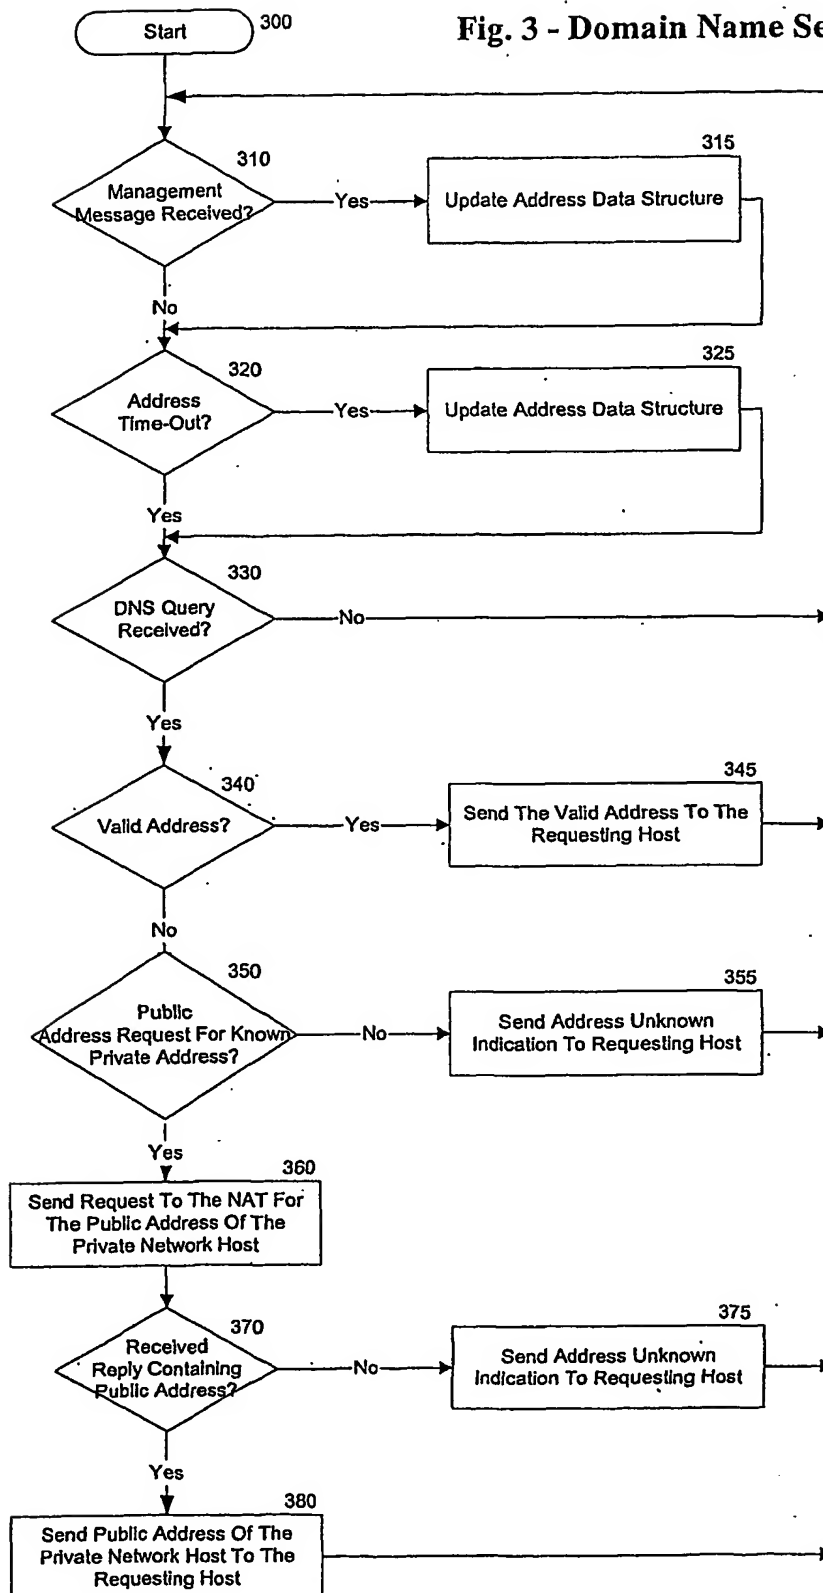 Start
300
Fig. 3 - Domain Name Se
310
Management
Message Received?
Yes
315
Update Address Data Structure
No
320
Address
Time-Out?
Yes
325
Update Address Data Structure
Yes
330
DNS Query
Received?
No
Yes
340
Valid Address?
Yes
345
Send The Valid Address To The
Requesting Host
No
350
Public
Address Request For Known
Private Address?
No
355
Send Address Unknown
Indication To Requesting Host
Yes
360
Send Request To The NAT For
The Public Address Of The
Private Network Host
370
Received
Reply Containing
Public Address?
No
375
Send Address Unknown
Indication To Requesting Host
Yes
380
Send Public Address Of The
Private Network Host To The
Requesting Host